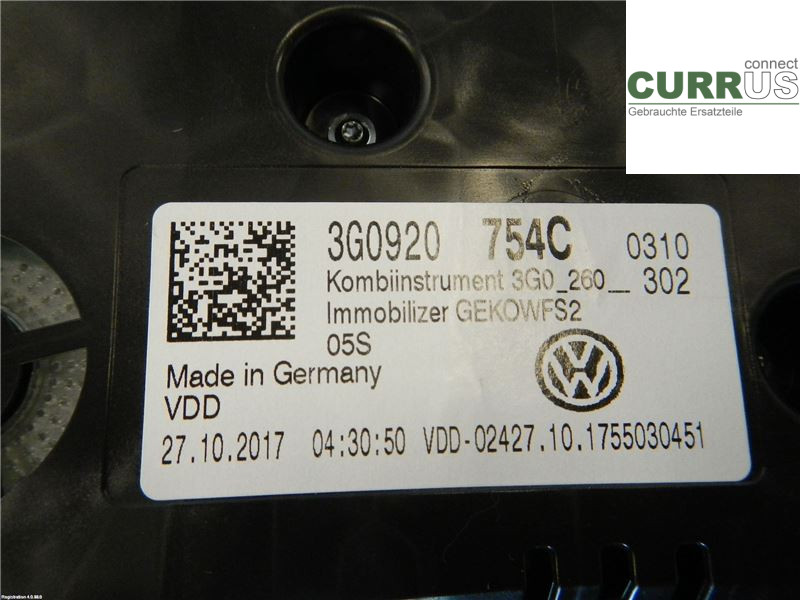 connect
CURRUS
Gebrauchte Ersatzteile
3G0920 754C 0310
Kombiinstrument 3G0_260__ 302
Immobilizer GEKOWFS2
05S
Made in Germany
VDD
27.10.2017 04:30:50 VDD-02427.10.1755030451